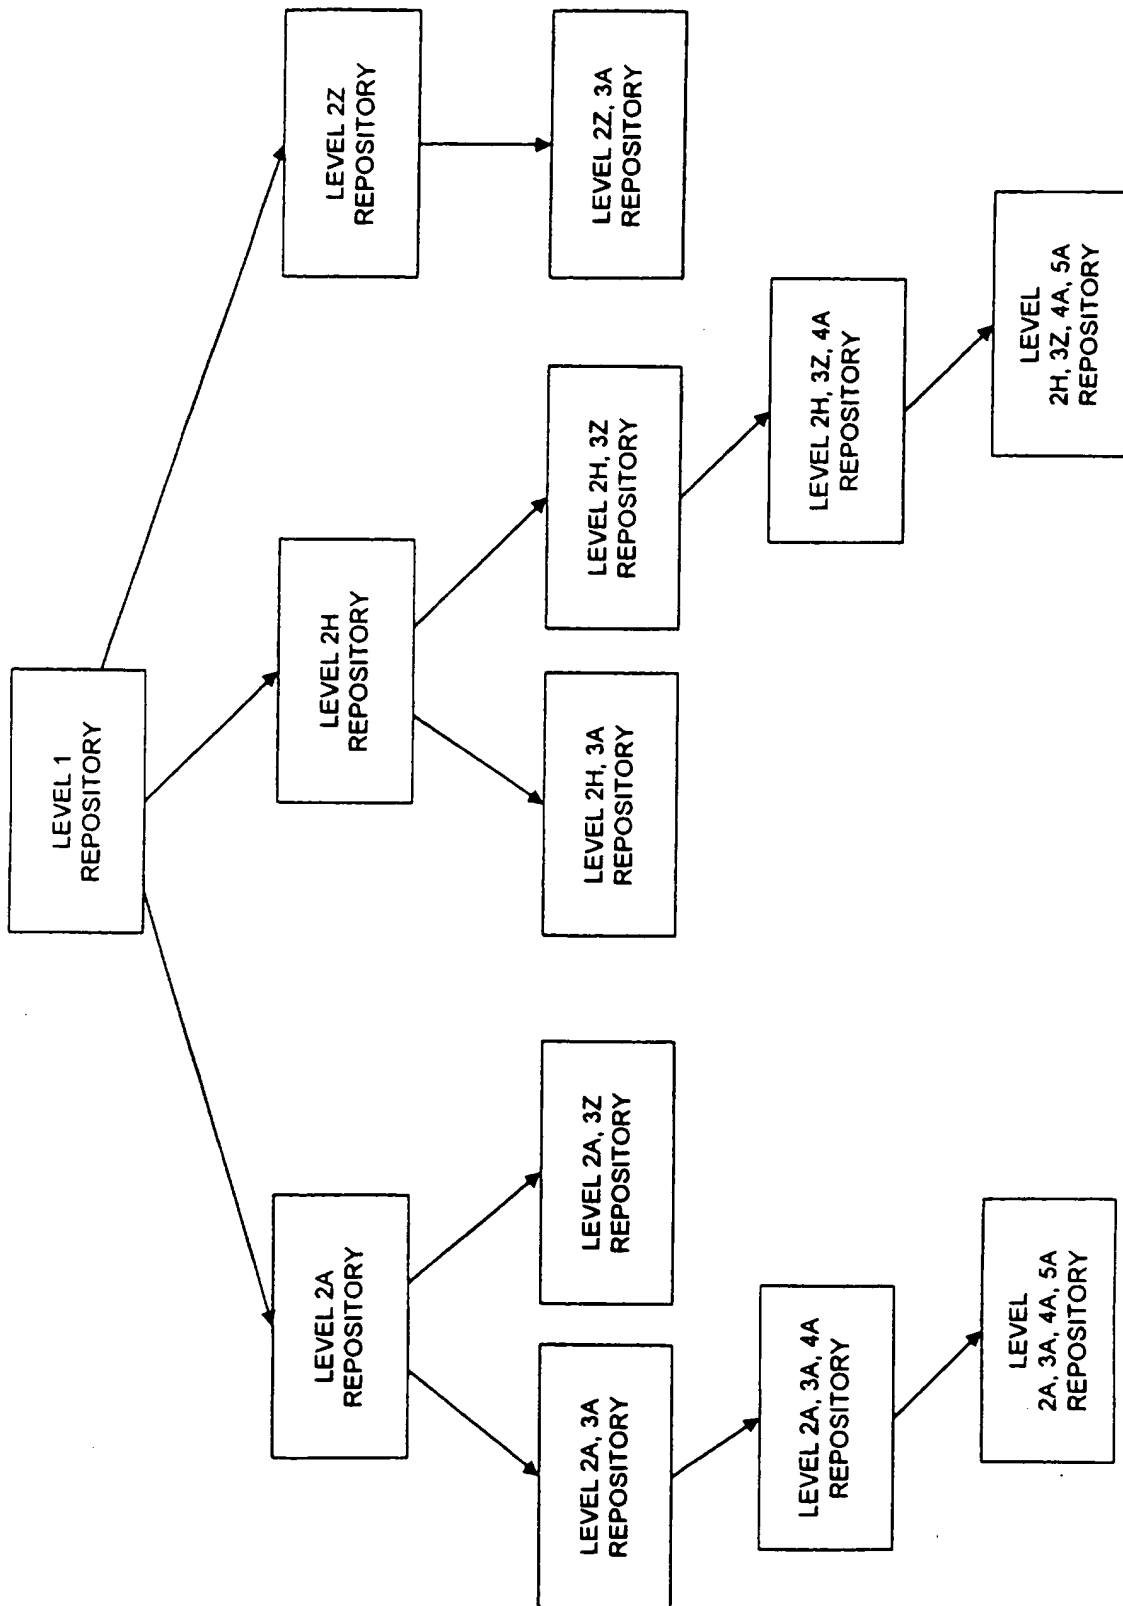 LEVEL 1
REPOSITORY
LEVEL 2A
REPOSITORY
LEVEL 2H
REPOSITORY
LEVEL 2Z
REPOSITORY
LEVEL 2A, 3A
REPOSITORY
LEVEL 2A, 3Z
REPOSITORY
LEVEL 2H, 3A
REPOSITORY
LEVEL 2H, 3Z
REPOSITORY
LEVEL 2Z, 3A
REPOSITORY
LEVEL 2A, 3A, 4A
REPOSITORY
LEVEL 2H, 3Z, 4A
REPOSITORY
LEVEL
2A, 3A, 4A, 5A
REPOSITORY
LEVEL
2H, 3Z, 4A, 5A
REPOSITORY